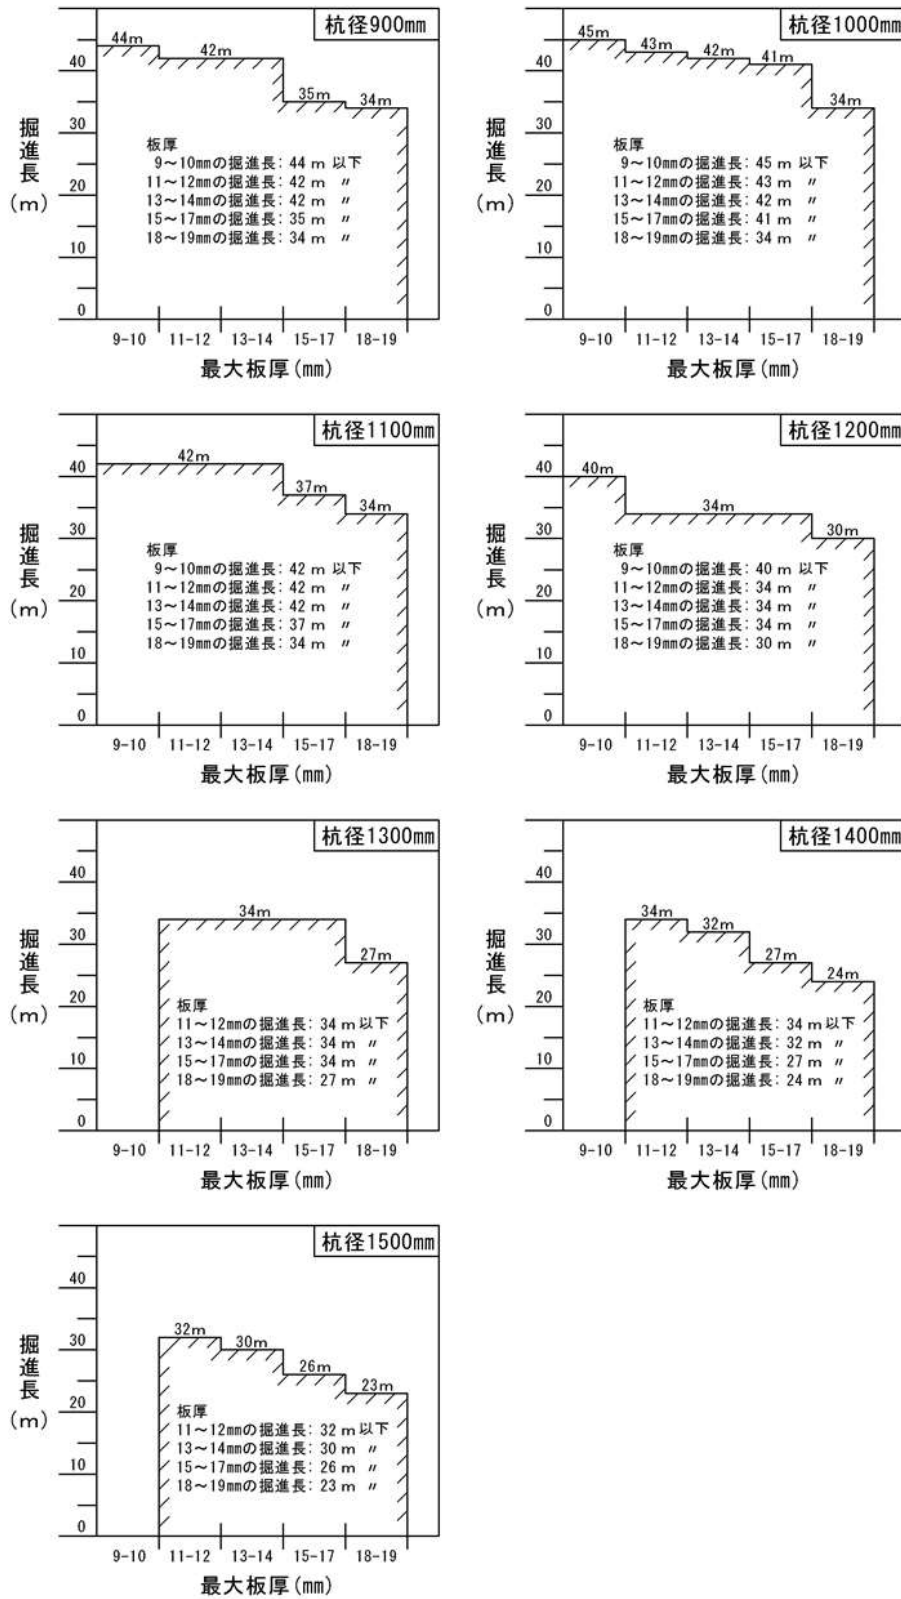 杭径900㎜
44m
42m
35m
34m
40
30
20
10
0
掘進長(m)
板厚
9～10㎜の掘進長: 44 m 以下
11～12㎜の掘進長: 42 m 〃
13～14㎜の掘進長: 42 m 〃
15～17㎜の掘進長: 35 m 〃
18～19㎜の掘進長: 34 m 〃
9-10 11-12 13-14 15-17 18-19
最大板厚(㎜)
杭径1000㎜
45m
43m
42m
41m
34m
40
30
20
10
0
掘進長(m)
板厚
9～10㎜の掘進長: 45 m 以下
11～12㎜の掘進長: 43 m 〃
13～14㎜の掘進長: 42 m 〃
15～17㎜の掘進長: 41 m 〃
18～19㎜の掘進長: 34 m 〃
9-10 11-12 13-14 15-17 18-19
最大板厚(㎜)
杭径1100㎜
42m
37m
34m
40
30
20
10
0
掘進長(m)
板厚
9～10㎜の掘進長: 42 m 以下
11～12㎜の掘進長: 42 m 〃
13～14㎜の掘進長: 42 m 〃
15～17㎜の掘進長: 37 m 〃
18～19㎜の掘進長: 34 m 〃
9-10 11-12 13-14 15-17 18-19
最大板厚(㎜)
杭径1200㎜
40m
34m
30m
40
30
20
10
0
掘進長(m)
板厚
9～10㎜の掘進長: 40 m 以下
11～12㎜の掘進長: 34 m 〃
13～14㎜の掘進長: 34 m 〃
15～17㎜の掘進長: 34 m 〃
18～19㎜の掘進長: 30 m 〃
9-10 11-12 13-14 15-17 18-19
最大板厚(㎜)
杭径1300㎜
34m
27m
40
30
20
10
0
掘進長(m)
板厚
11～12㎜の掘進長: 34 m 以下
13～14㎜の掘進長: 34 m 〃
15～17㎜の掘進長: 34 m 〃
18～19㎜の掘進長: 27 m 〃
9-10 11-12 13-14 15-17 18-19
最大板厚(㎜)
杭径1400㎜
34m
32m
27m
24m
40
30
20
10
0
掘進長(m)
板厚
11～12㎜の掘進長: 34 m 以下
13～14㎜の掘進長: 32 m 〃
15～17㎜の掘進長: 27 m 〃
18～19㎜の掘進長: 24 m 〃
9-10 11-12 13-14 15-17 18-19
最大板厚(㎜)
杭径1500㎜
32m
30m
26m
23m
40
30
20
10
0
掘進長(m)
板厚
11～12㎜の掘進長: 32 m 以下
13～14㎜の掘進長: 30 m 〃
15～17㎜の掘進長: 26 m 〃
18～19㎜の掘進長: 23 m 〃
9-10 11-12 13-14 15-17 18-19
最大板厚(㎜)